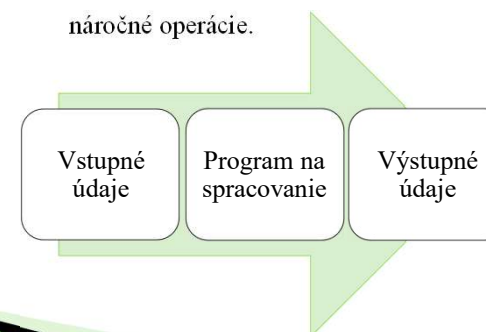 náročné operácie.
Vstupné
údaje
Program na
spracovanie
Výstupné
údaje